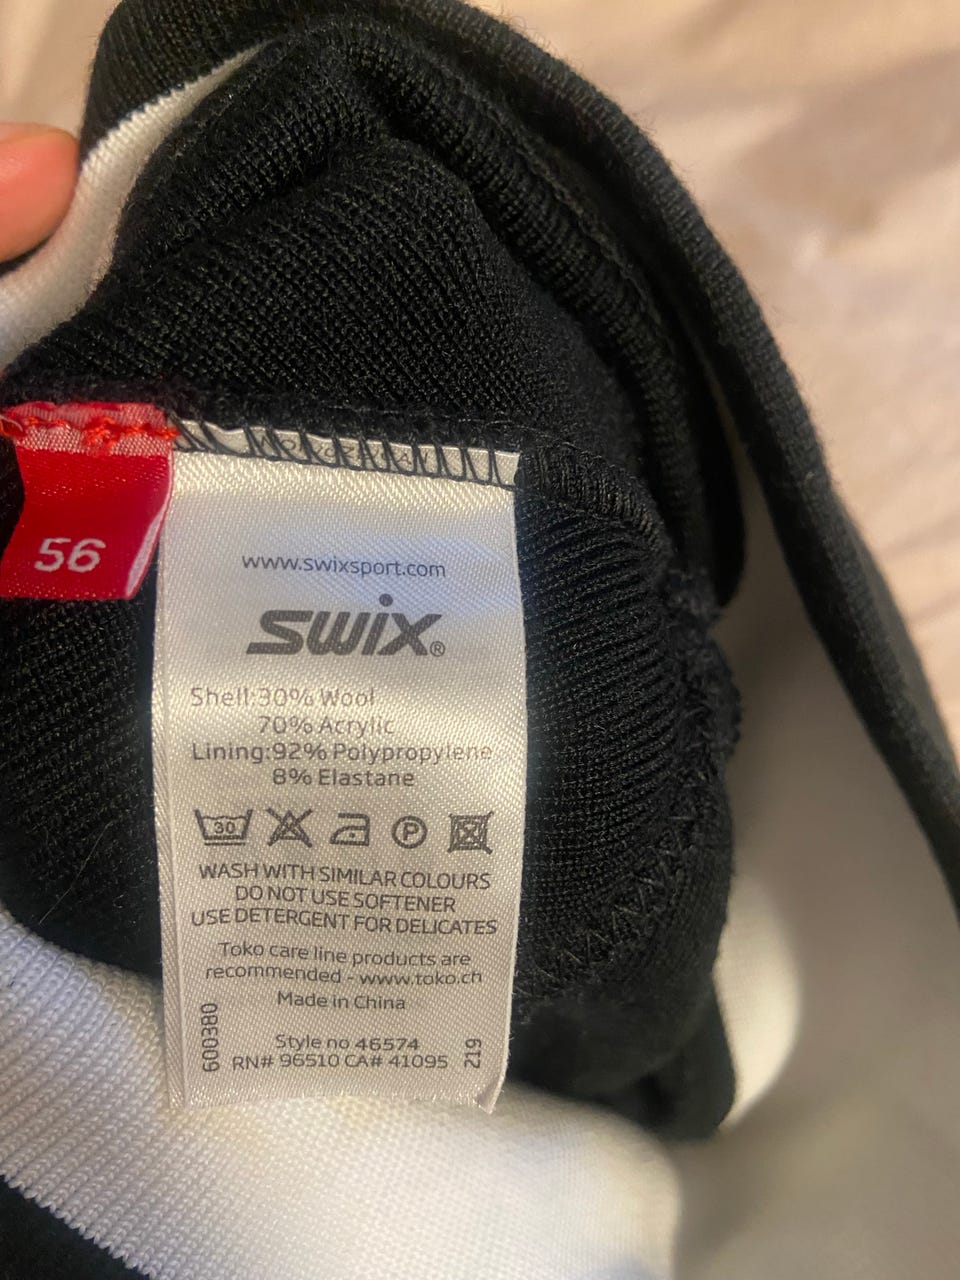 56
www.swixsport.com
swix®
Shell:30% Wool
70% Acrylic
Lining:92% Polypropylene
8% Elastane
30 P
WASH WITH SIMILAR COLOURS
DO NOT USE SOFTENER
USE DETERGENT FOR DELICATES
Toko care line products are
recommended - www.toko.ch
Made in China
600380
Style no 46574
RN# 96510 CA# 41095
219